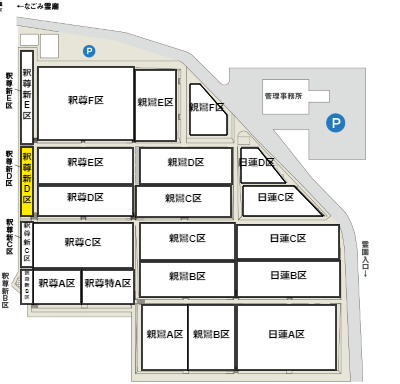 ←なごみ霊廟
P
釈尊新E区
釈尊F区
親鸞E区
親鸞F区
管理事務所
P
釈尊新E区
釈尊新D区
釈尊新D区
釈尊E区
親鸞D区
日蓮D区
釈尊D区
親鸞C区
日蓮C区
釈尊新C区
釈尊新C区
釈尊C区
親鸞C区
日蓮C区
霊園入口→
釈尊新B区
釈尊A区
釈尊特A区
親鸞B区
日蓮B区
親鸞A区
親鸞B区
日蓮A区